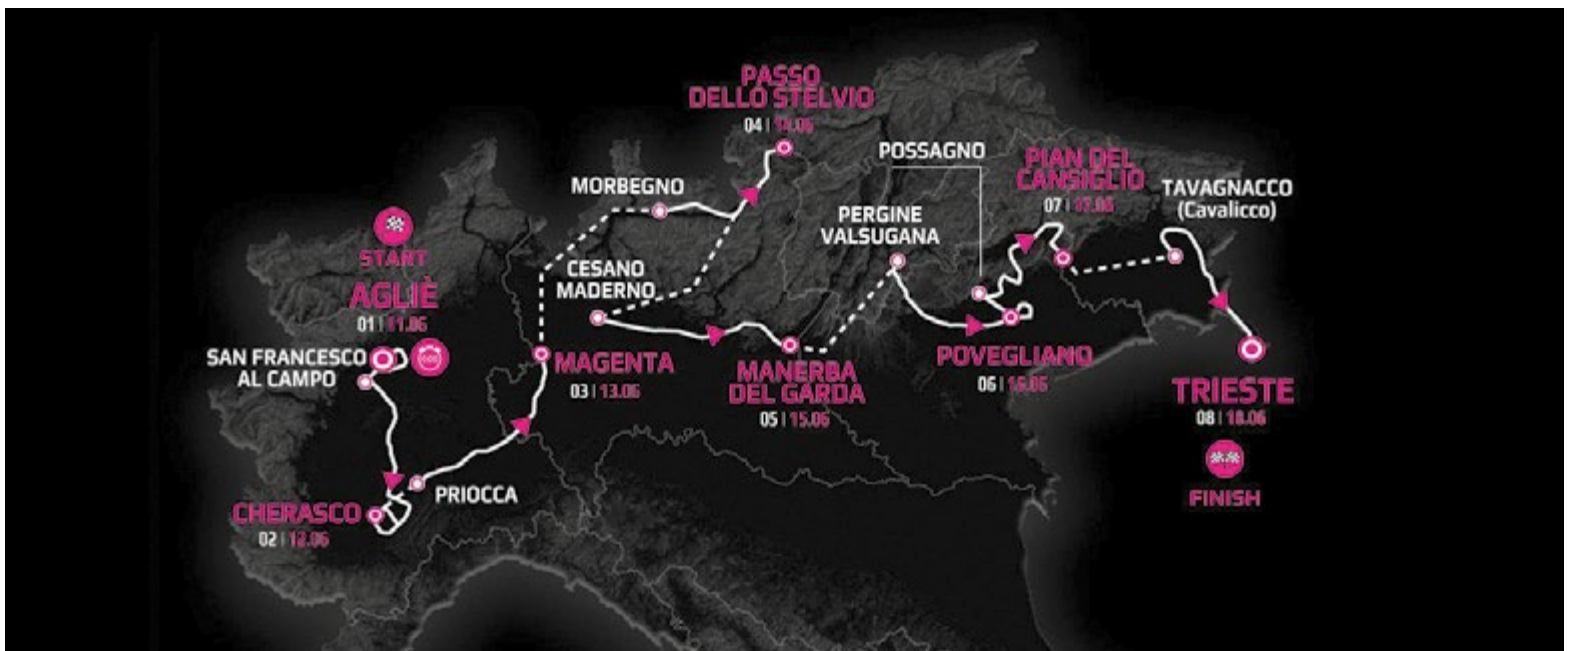 PASSO
DELLO STELVIO
04 | 14.06
POSSAGNO
PIAN DEL
CANSIGLIO
07 | 17.06
TAVAGNACCO
(Cavalicco)
MORBEGNO
PERGINE
VALSUGANA
START
AGLIÈ
01 | 11.06
CESANO
MADERNO
SAN FRANCESCO
AL CAMPO
MAGENTA
03 | 13.06
MANERBA
DEL GARDA
05 | 15.06
POVEGLIANO
06 | 16.06
TRIESTE
08 | 18.06
FINISH
PRIOCCA
CHERASCO
02 | 12.06